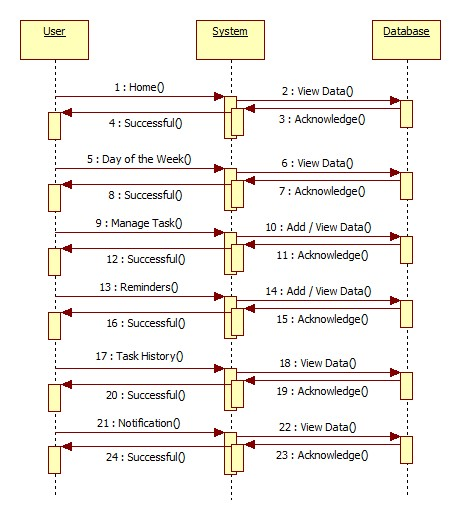 User
System
Database
1 : Home()
2 : View Data()
3 : Acknowledge()
4 : Successful()
5 : Day of the Week()
6 : View Data()
7 : Acknowledge()
8 : Successful()
9 : Manage Task()
10 : Add / View Data()
11 : Acknowledge()
12 : Successful()
13 : Reminders()
14 : Add / View Data()
15 : Acknowledge()
16 : Successful()
17 : Task History()
18 : View Data()
19 : Acknowledge()
20 : Successful()
21 : Notification()
22 : View Data()
23 : Acknowledge()
24 : Successful()